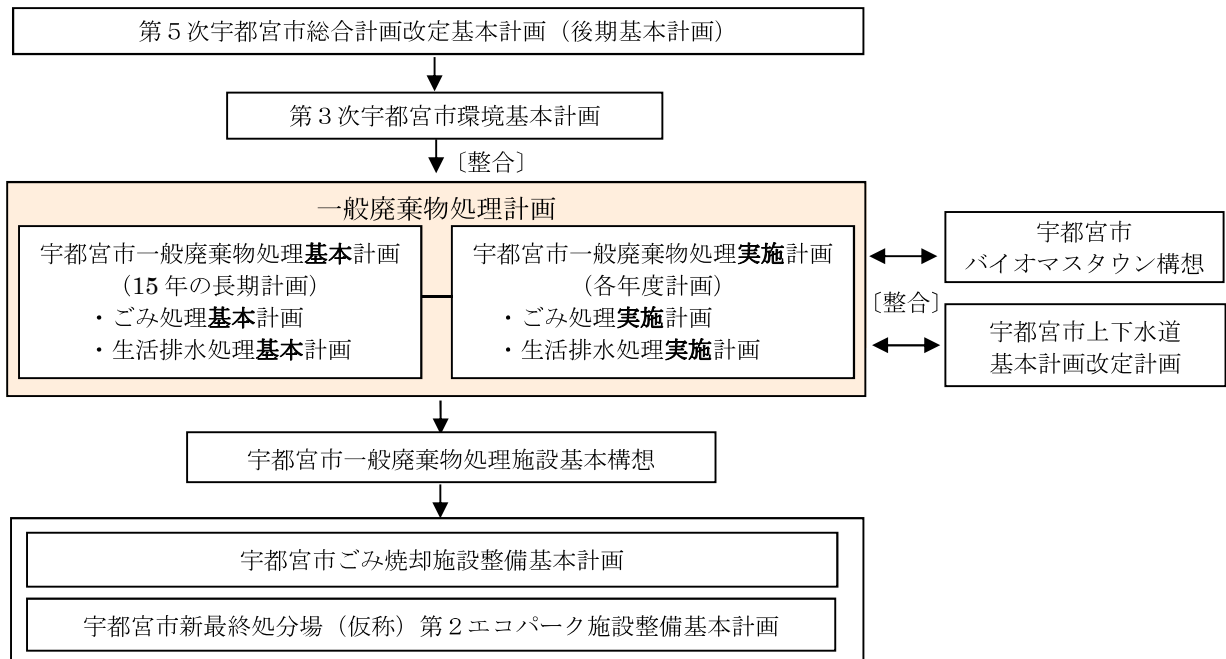 第５次宇都宮市総合計画改定基本計画（後期基本計画）
第３次宇都宮市環境基本計画
〔整合〕
一般廃棄物処理計画
宇都宮市一般廃棄物処理基本計画
（15 年の長期計画）
・ごみ処理基本計画
・生活排水処理基本計画
宇都宮市一般廃棄物処理実施計画
（各年度計画）
・ごみ処理実施計画
・生活排水処理実施計画
宇都宮市
バイオマスタウン構想
〔整合〕
宇都宮市上下水道
基本計画改定計画
宇都宮市一般廃棄物処理施設基本構想
宇都宮市ごみ焼却施設整備基本計画
宇都宮市新最終処分場（仮称）第２エコパーク施設整備基本計画